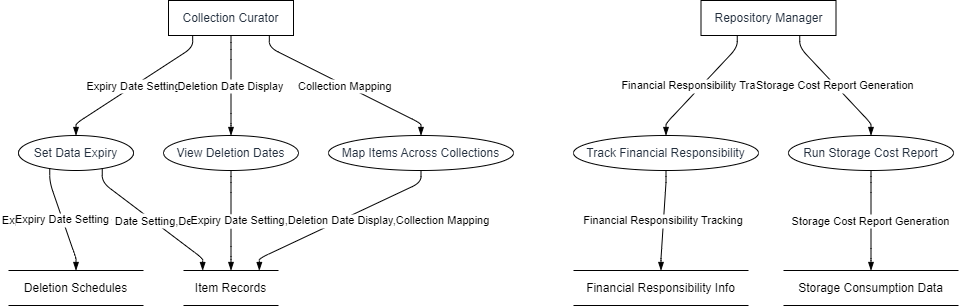 Collection Curator
Repository Manager
Expiry Date Setting
Deletion Date Display
Collection Mapping
Financial Responsibility Tra
Storage Cost Report Generation
Set Data Expiry
View Deletion Dates
Map Items Across Collections
Track Financial Responsibility
Run Storage Cost Report
Expiry Date Setting
Date Setting,De
Expiry Date Setting,Deletion Date Display,Collection Mapping
Financial Responsibility Tracking
Storage Cost Report Generation
Deletion Schedules
Item Records
Financial Responsibility Info
Storage Consumption Data